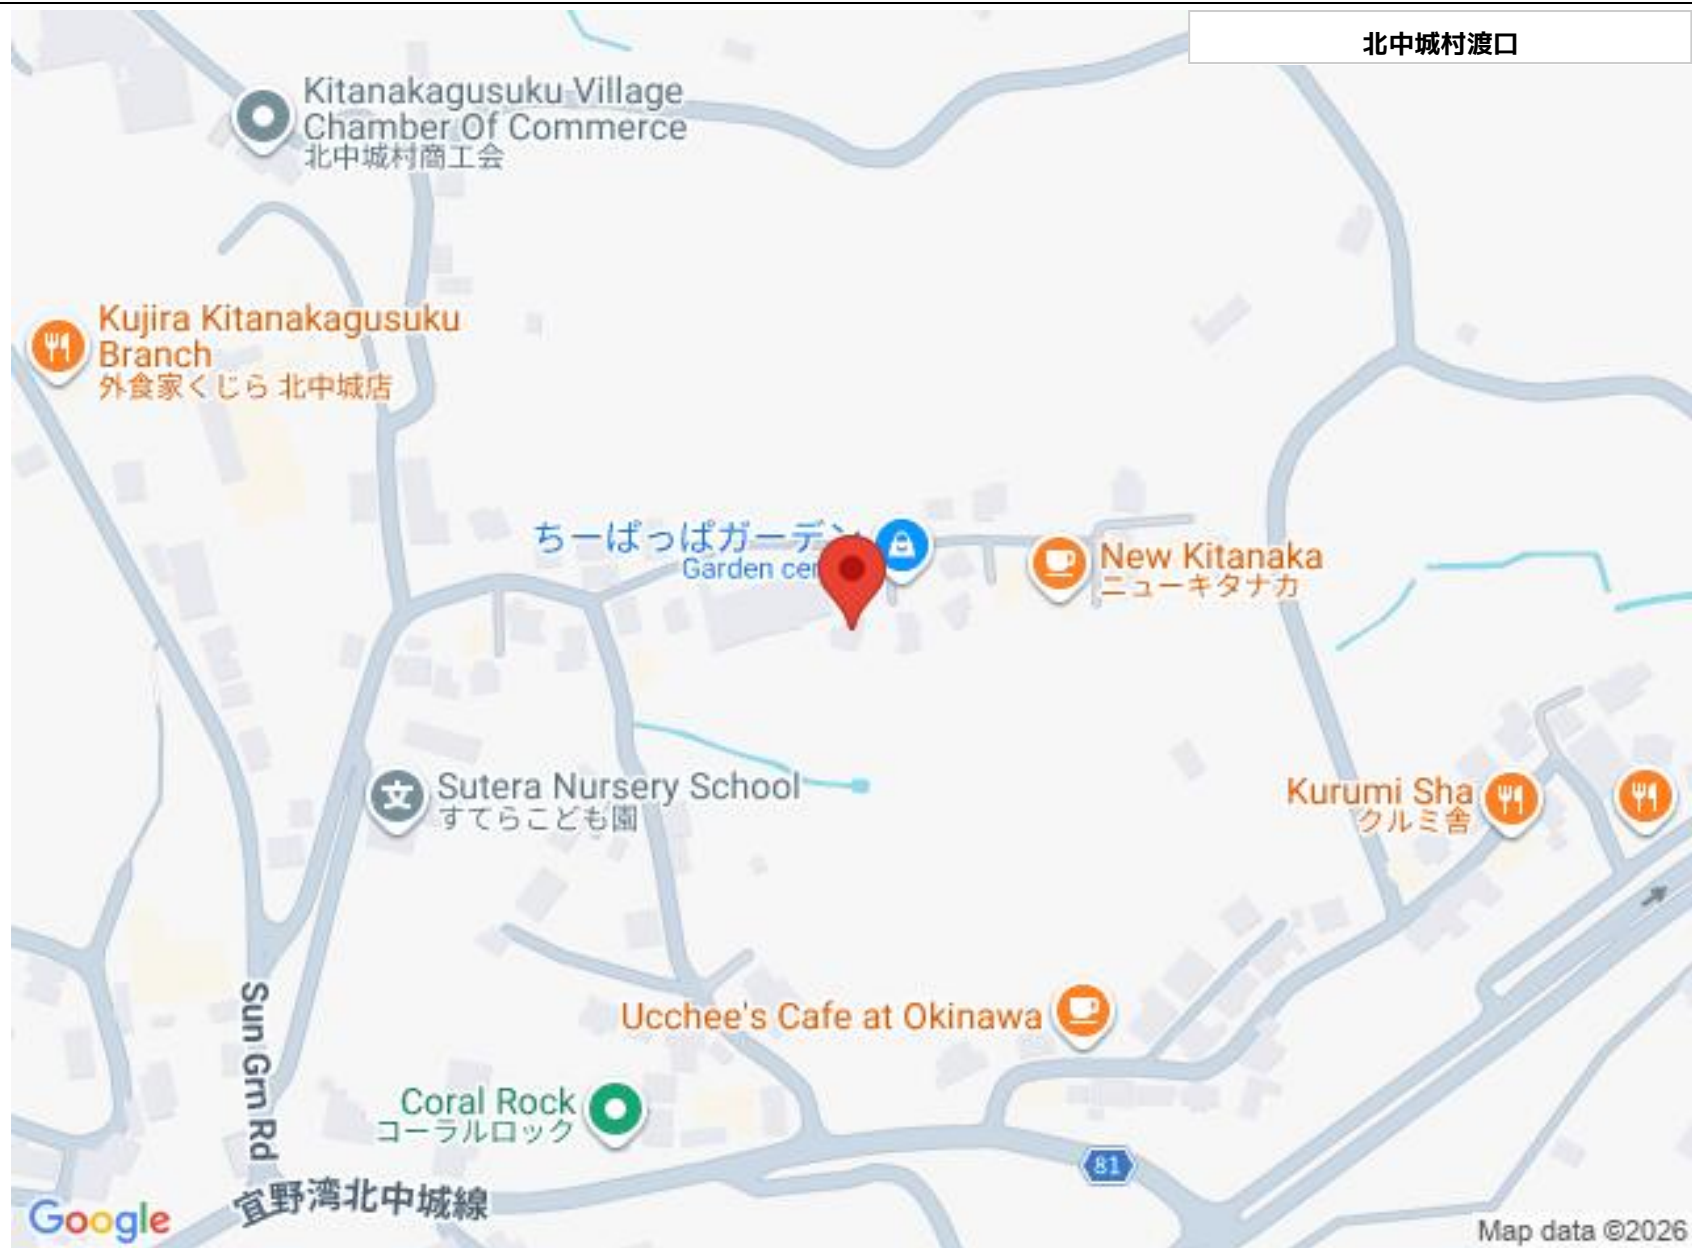 北中城村渡口
Kitanakagusuku Village
Chamber Of Commerce
北中城村商工会
Kujira Kitanakagusuku
Branch
外食家くじら 北中城店
ちーぱっぱガーデン
Garden cen
New Kitanaka
ニューキタナカ
Sutera Nursery School
すてらこども園
Kurumi Sha
クルミ舎
Ucchee's Cafe at Okinawa
Coral Rock
コーラルロック
Sun Grn Rd
81
宜野湾北中城線
Google
Map data ©2026